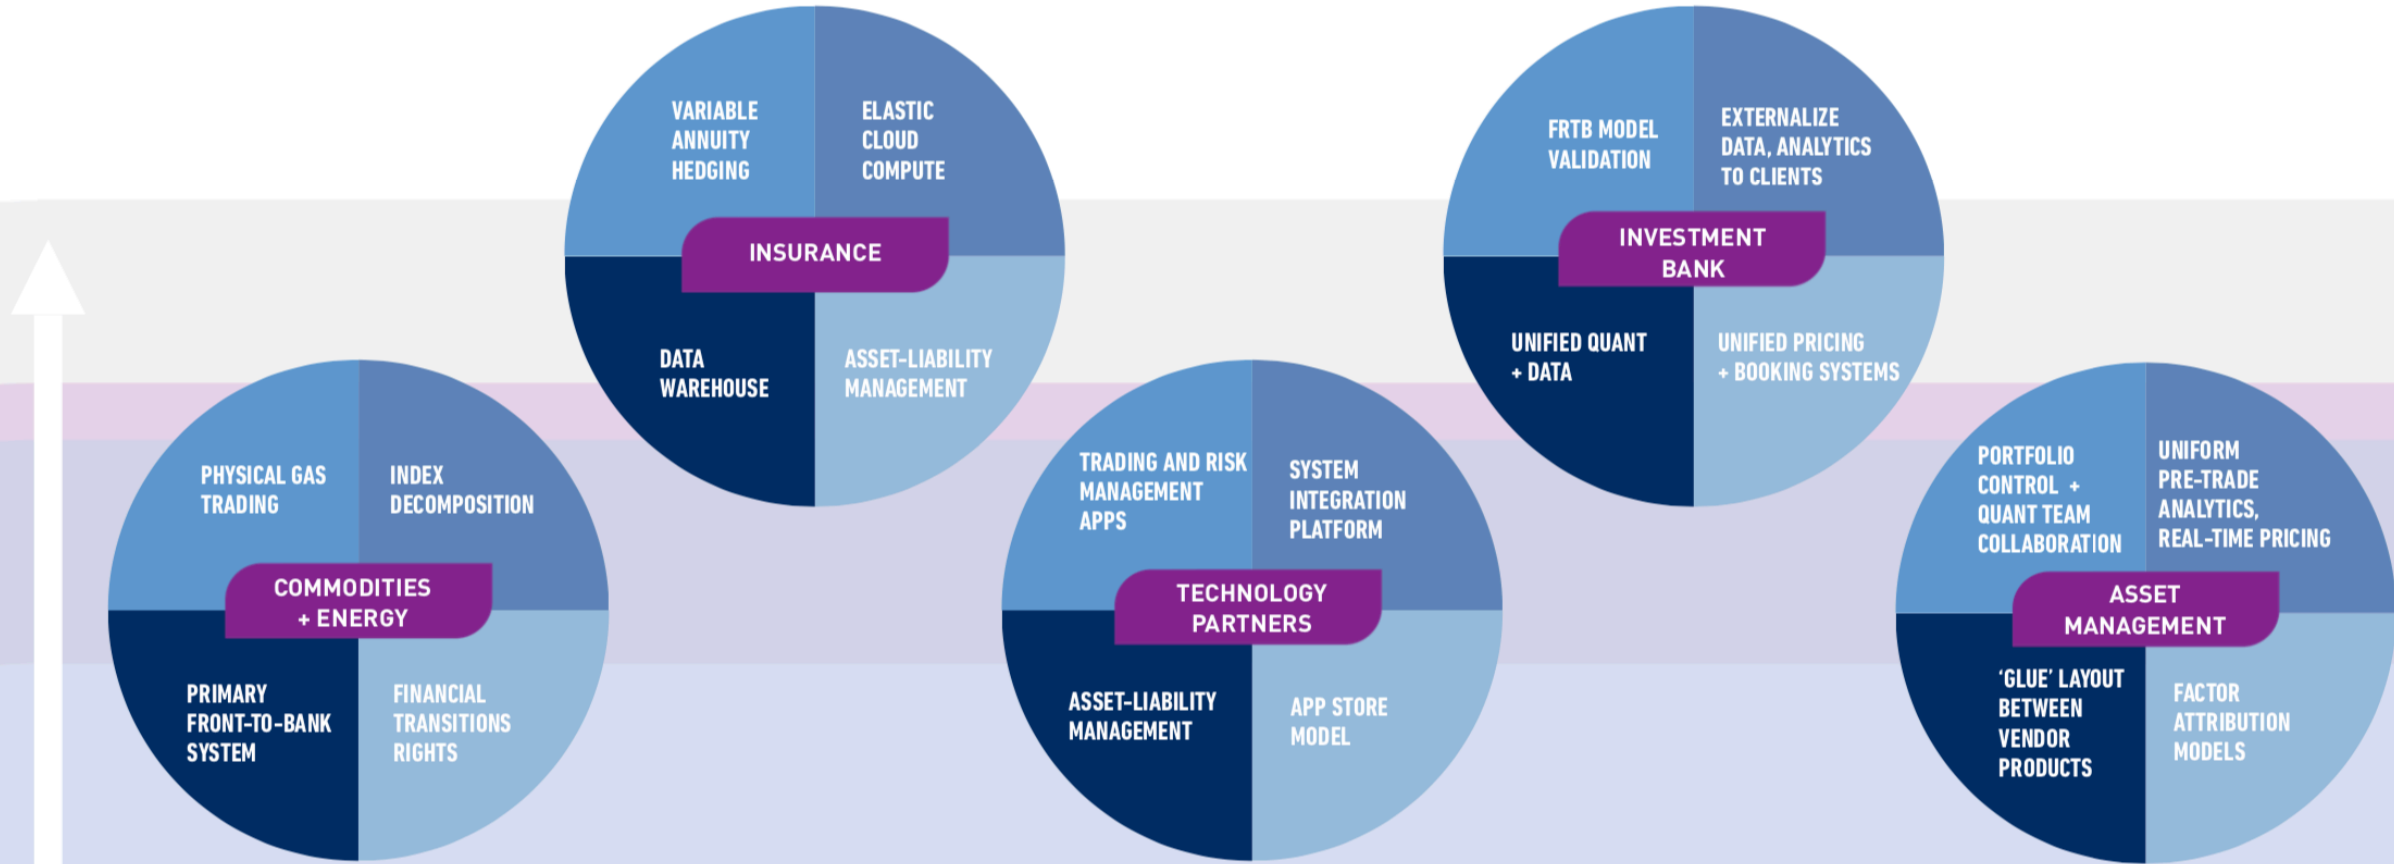 VARIABLE
ANNUITY
HEDGING
ELASTIC
CLOUD
COMPUTE
INSURANCE
DATA
WAREHOUSE
ASSET-LIABILITY
MANAGEMENT
FRTB MODEL
VALIDATION
EXTERNALIZE
DATA, ANALYTICS
TO CLIENTS
INVESTMENT
BANK
UNIFIED QUANT
+ DATA
UNIFIED PRICING
+ BOOKING SYSTEMS
PHYSICAL GAS
TRADING
INDEX
DECOMPOSITION
COMMODITIES
+ ENERGY
PRIMARY
FRONT-TO-BANK
SYSTEM
FINANCIAL
TRANSITIONS
RIGHTS
TRADING AND RISK
MANAGEMENT
APPS
SYSTEM
INTEGRATION
PLATFORM
TECHNOLOGY
PARTNERS
ASSET-LIABILITY
MANAGEMENT
APP STORE
MODEL
PORTFOLIO
CONTROL +
QUANT TEAM
COLLABORATION
UNIFORM
PRE-TRADE
ANALYTICS,
REAL-TIME PRICING
ASSET
MANAGEMENT
‘GLUE’ LAYOUT
BETWEEN
VENDOR
PRODUCTS
FACTOR
ATTRIBUTION
MODELS